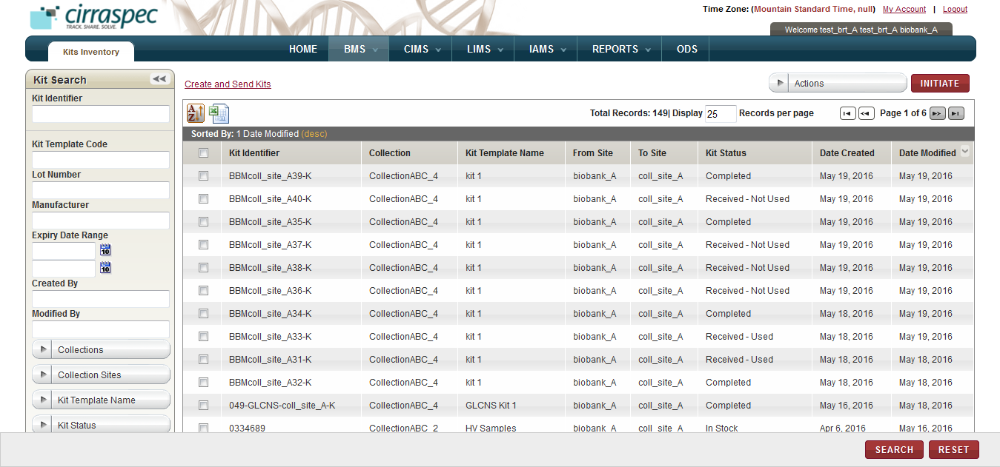 cirraspec
TRACK. SHARE. SOLVE.
Time Zone: (Mountain Standard Time, null) My Account | Logout
Welcome test_brt_A test_brt_A biobank_A
Kits Inventory
HOME BMS CIMS LIMS IAMS REPORTS ODS
Kit Search
Kit Identifier
Kit Template Code
Lot Number
Manufacturer
Expiry Date Range
10
10
Created By
Modified By
Collections
Collection Sites
Kit Template Name
Kit Status
Create and Send Kits
Actions
INITIATE
A Z
Total Records: 149| Display 25 Records per page
Page 1 of 6
Sorted By: 1 Date Modified (desc)
Kit Identifier Collection Kit Template Name From Site To Site Kit Status Date Created Date Modified
BBMcoll_site_A39-K CollectionABC_4 kit 1 biobank_A coll_site_A Completed May 19, 2016 May 19, 2016
BBMcoll_site_A40-K CollectionABC_4 kit 1 biobank_A coll_site_A Received - Not Used May 19, 2016 May 19, 2016
BBMcoll_site_A35-K CollectionABC_4 kit 1 biobank_A coll_site_A Completed May 19, 2016 May 19, 2016
BBMcoll_site_A37-K CollectionABC_4 kit 1 biobank_A coll_site_A Received - Not Used May 19, 2016 May 19, 2016
BBMcoll_site_A38-K CollectionABC_4 kit 1 biobank_A coll_site_A Received - Not Used May 19, 2016 May 19, 2016
BBMcoll_site_A36-K CollectionABC_4 kit 1 biobank_A coll_site_A Received - Not Used May 19, 2016 May 19, 2016
BBMcoll_site_A34-K CollectionABC_4 kit 1 biobank_A coll_site_A Completed May 18, 2016 May 19, 2016
BBMcoll_site_A33-K CollectionABC_4 kit 1 biobank_A coll_site_A Received - Used May 18, 2016 May 19, 2016
BBMcoll_site_A31-K CollectionABC_4 kit 1 biobank_A coll_site_A Received - Used May 18, 2016 May 18, 2016
BBMcoll_site_A32-K CollectionABC_4 kit 1 biobank_A coll_site_A Completed May 18, 2016 May 18, 2016
049-GLCNS-coll_site_A-K CollectionABC_4 GLCNS Kit 1 biobank_A coll_site_A Completed May 16, 2016 May 18, 2016
0334689 CollectionABC_2 HV Samples biobank_A coll_site_A In Stock Apr 6, 2016 May 16, 2016
SEARCH RESET